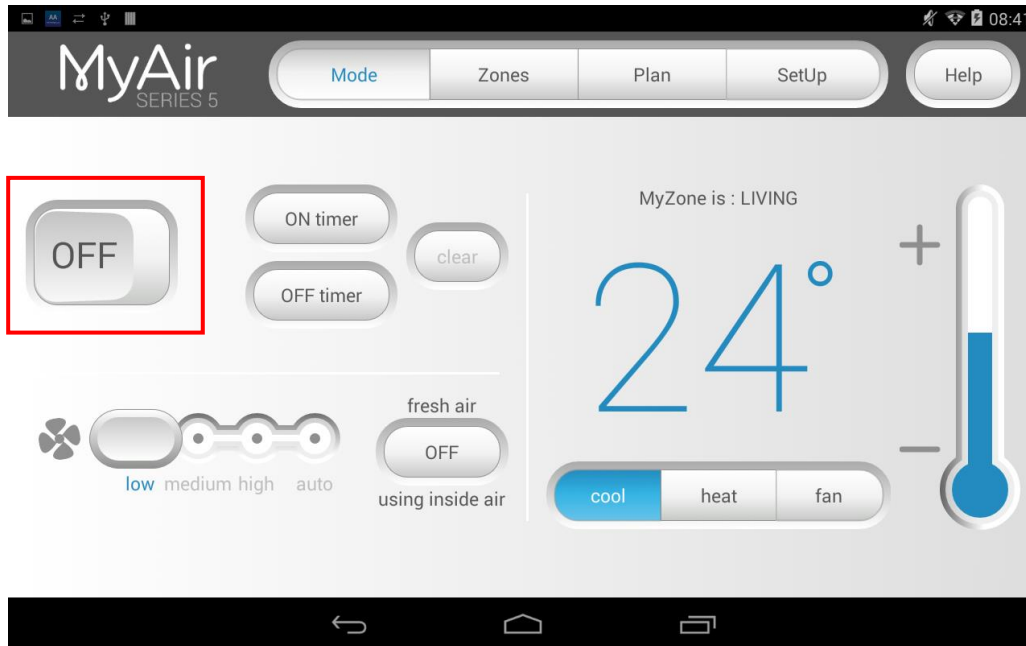 08:41
MyAir
SERIES 5
Mode
Zones
Plan
SetUp
Help
OFF
ON timer
OFF timer
clear
MyZone is : LIVING
24°
fresh air
OFF
using inside air
low medium high auto
cool
heat
fan